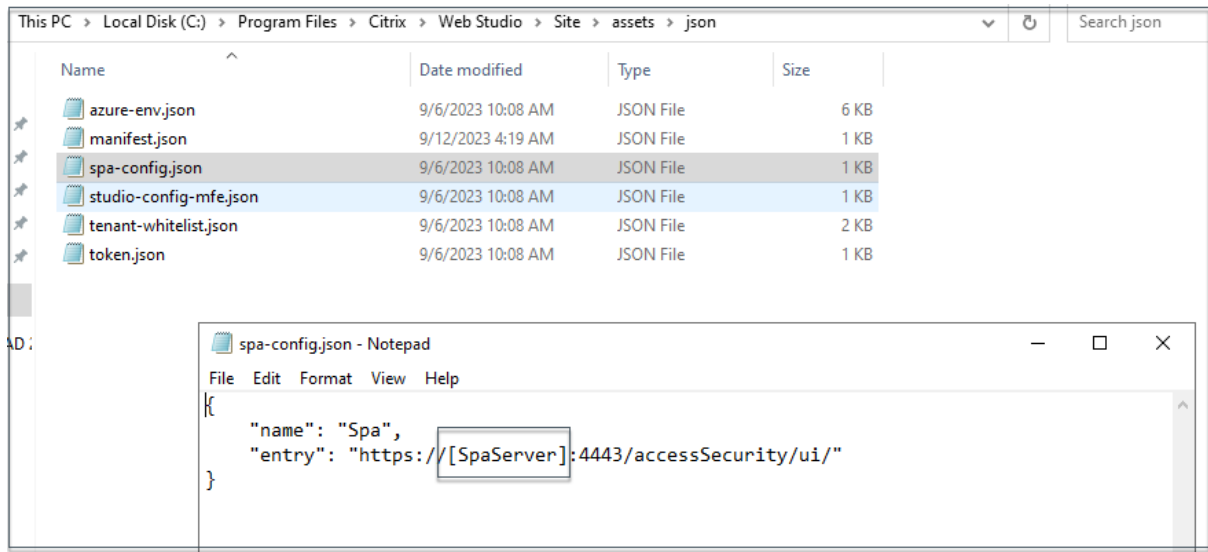 This PC > Local Disk (C:) > Program Files > Citrix > Web Studio > Site > assets > json
Search json
Name Date modified Type Size
azure-env.json 9/6/2023 10:08 AM JSON File 6 KB
manifest.json 9/12/2023 4:19 AM JSON File 1 KB
spa-config.json 9/6/2023 10:08 AM JSON File 1 KB
studio-config-mfe.json 9/6/2023 10:08 AM JSON File 1 KB
tenant-whitelist.json 9/6/2023 10:08 AM JSON File 2 KB
token.json 9/6/2023 10:08 AM JSON File 1 KB
spa-config.json - Notepad
File Edit Format View Help
{
"name": "Spa",
"entry": "https://[SpaServer]:4443/accessSecurity/ui/"
}